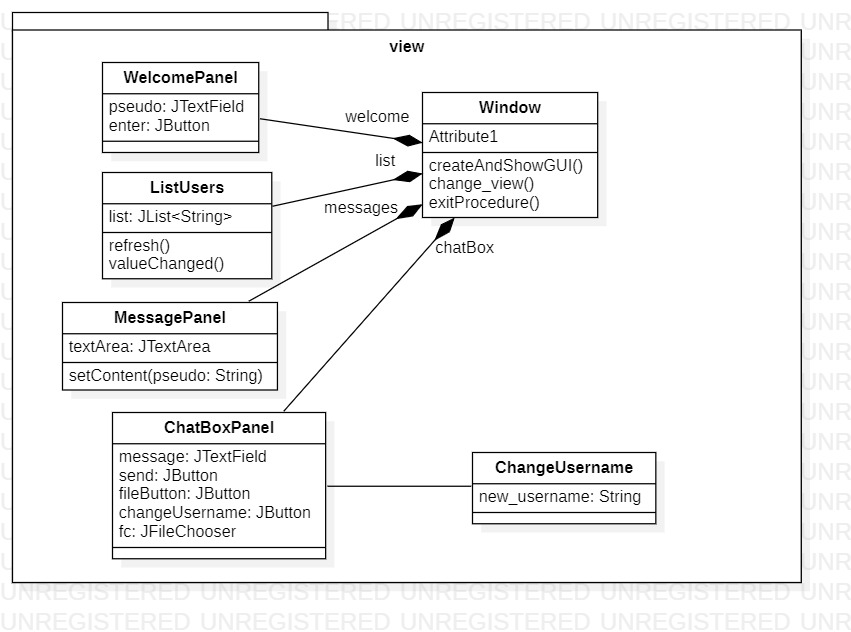 view
WelcomePanel
pseudo: JTextField
enter: JButton
welcome
Window
Attribute1
createAndShowGUI()
change_view()
exitProcedure()
list
ListUsers
list: JList<String>
refresh()
valueChanged()
messages
chatBox
MessagePanel
textArea: JTextArea
setContent(pseudo: String)
ChatBoxPanel
message: JTextField
send: JButton
fileButton: JButton
changeUsername: JButton
fc: JFileChooser
ChangeUsername
new_username: String
UNREGISTERED UNREGISTERED UNREGISTERED UNREGISTERED UNR
UNREGISTERED UNREGISTERED UNREGISTERED UNREGISTERED UNR